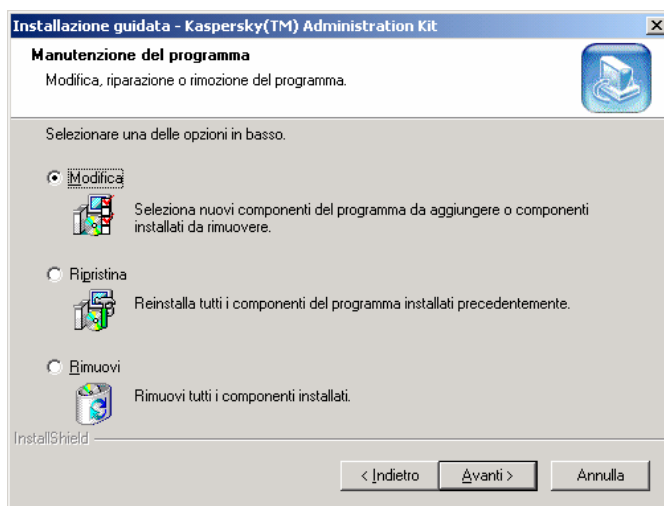 Installazione guidata - Kaspersky(TM) Administration Kit
Manutenzione del programma
Modifica, riparazione o rimozione del programma.
Selezionare una delle opzioni in basso.
Modifica
Seleziona nuovi componenti del programma da aggiungere o componenti
installati da rimuovere.
Ripristina
Reinstalla tutti i componenti del programma installati precedentemente.
Rimuovi
Rimuovi tutti i componenti installati.
InstallShield
< Indietro
Avanti >
Annulla